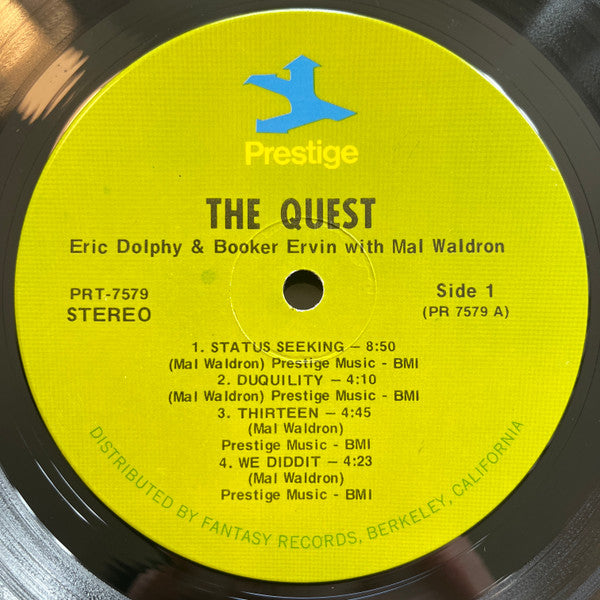 Prestige
THE QUEST
Eric Dolphy & Booker Ervin with Mal Waldron
PRT-7579
STEREO
Side 1
(PR 7579 A)
1. STATUS SEEKING – 8:50
(Mal Waldron) Prestige Music - BMI
2. DUQUILITY – 4:10
(Mal Waldron) Prestige Music - BMI
3. THIRTEEN – 4:45
(Mal Waldron)
Prestige Music - BMI
4. WE DIDDIT – 4:23
(Mal Waldron)
Prestige Music - BMI
DISTRIBUTED BY FANTASY RECORDS, BERKELEY, CALIFORNIA